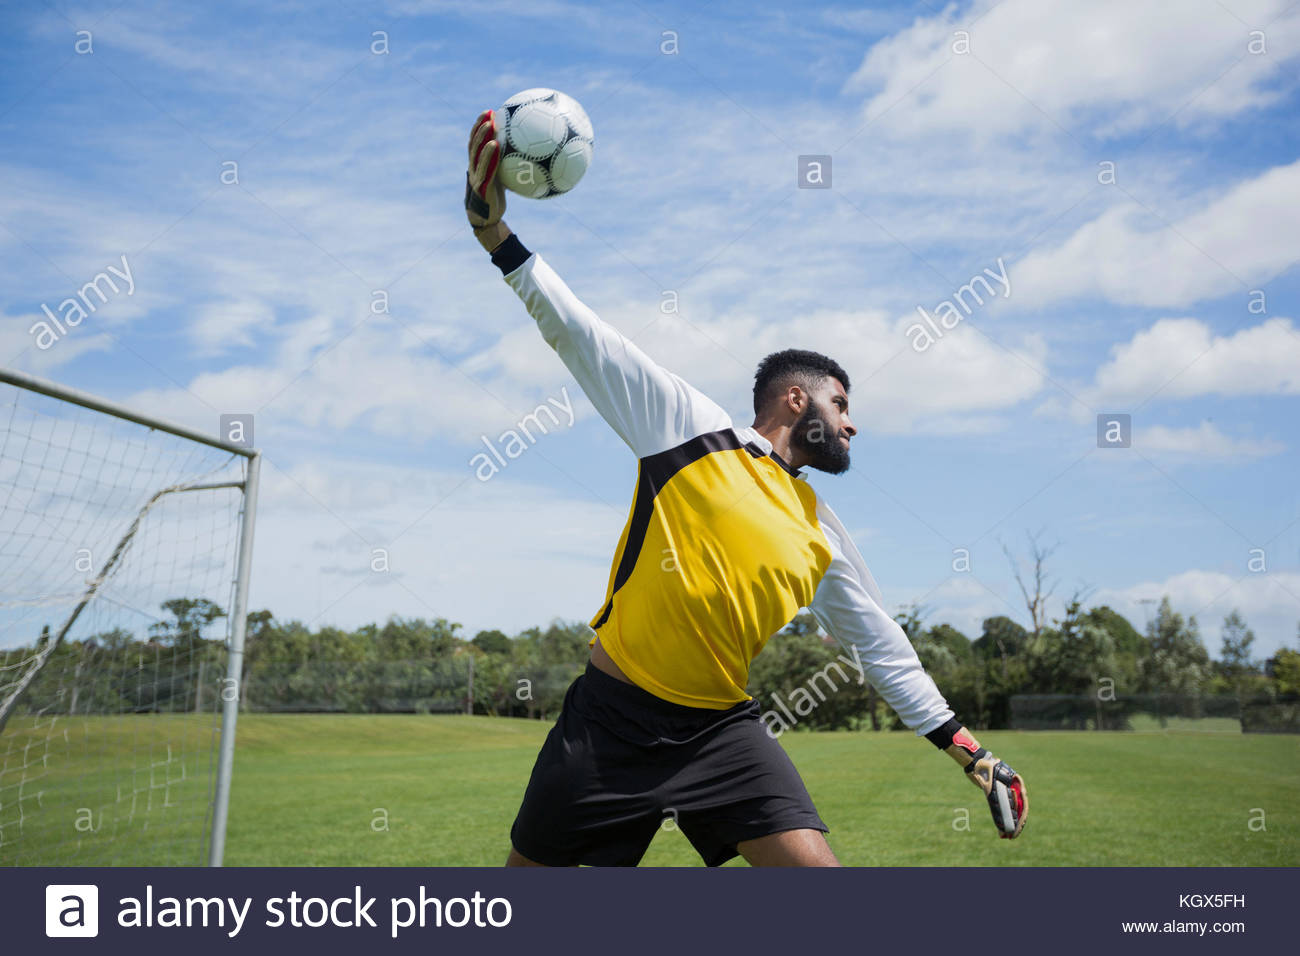 a a a a
a a a
alamy a a alamy a
a alamy a
a a a a
a a alamy a
a a a a
a alamy stock photo
KGX5FH
www.alamy.com